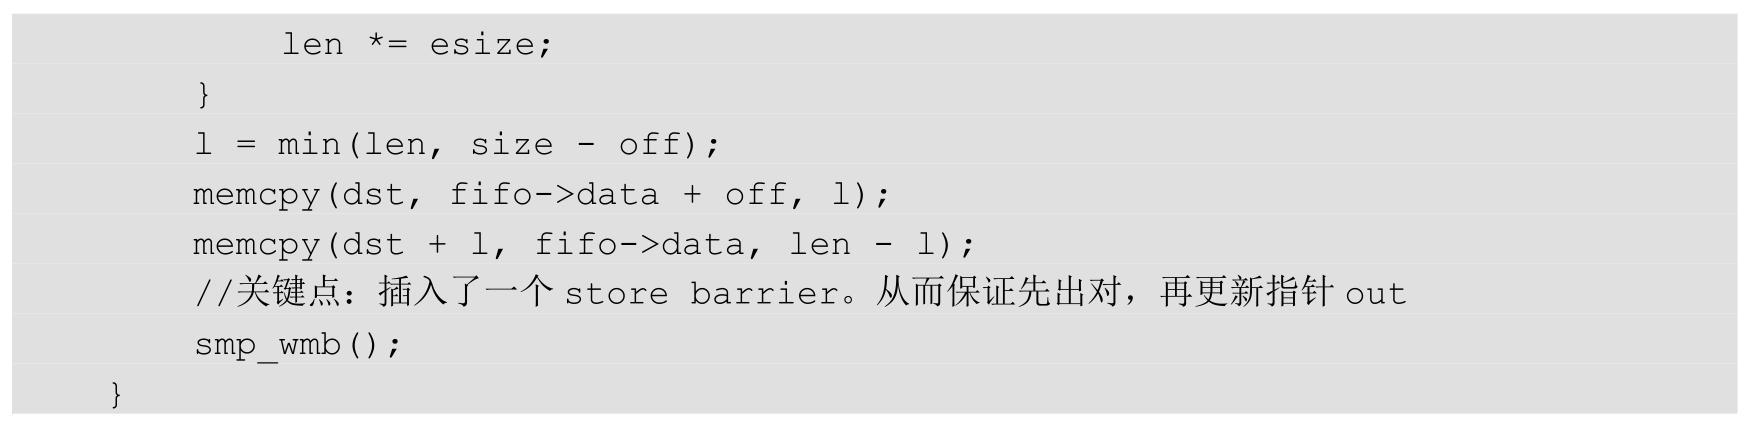 len *= esize;
}
l = min(len, size - off);
memcpy(dst, fifo->data + off, l);
memcpy(dst + l, fifo->data, len - l);
//关键点：插入了一个 store barrier。从而保证先出对，再更新指针 out
smp_wmb();
}